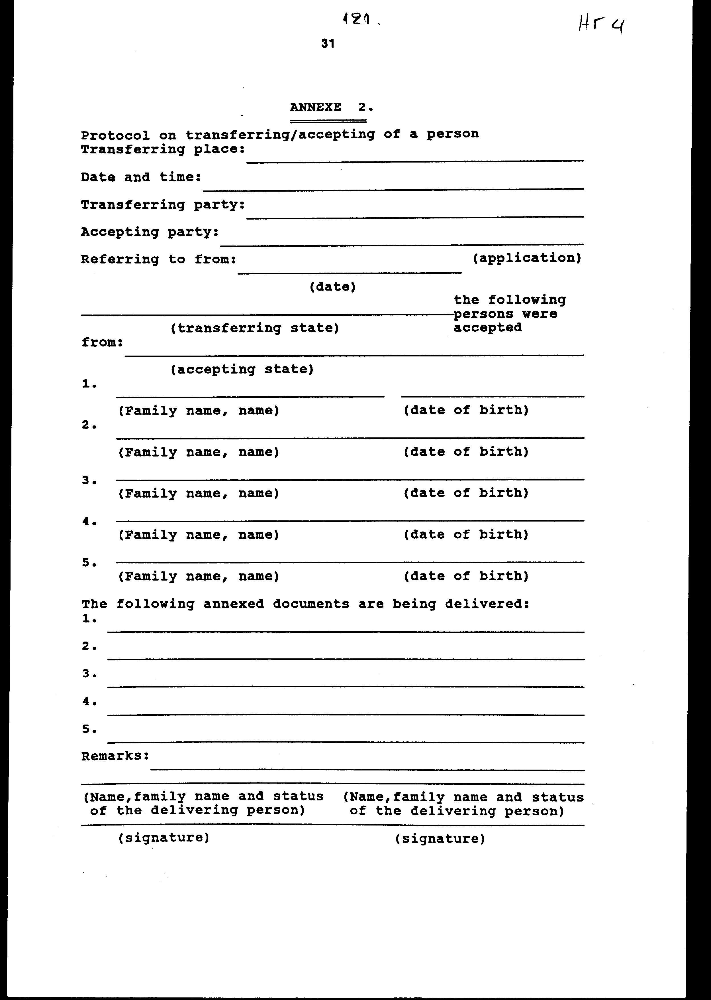 121.
Hr 4
31
ANNEXE 2.
Protocol on transferring/accepting of a person
Transferring place:
Date and time:
Transferring party:
Accepting party:
Referring to from: (application)
(date)
the following
persons were
(transferring state) accepted
from:
(accepting state)
1.
(Family name, name) (date of birth)
2.
(Family name, name) (date of birth)
3.
(Family name, name) (date of birth)
4.
(Family name, name) (date of birth)
5.
(Family name, name) (date of birth)
The following annexed documents are being delivered:
1.
2.
3.
4.
5.
Remarks:
(Name,family name and status (Name,family name and status
of the delivering person) of the delivering person)
(signature) (signature)